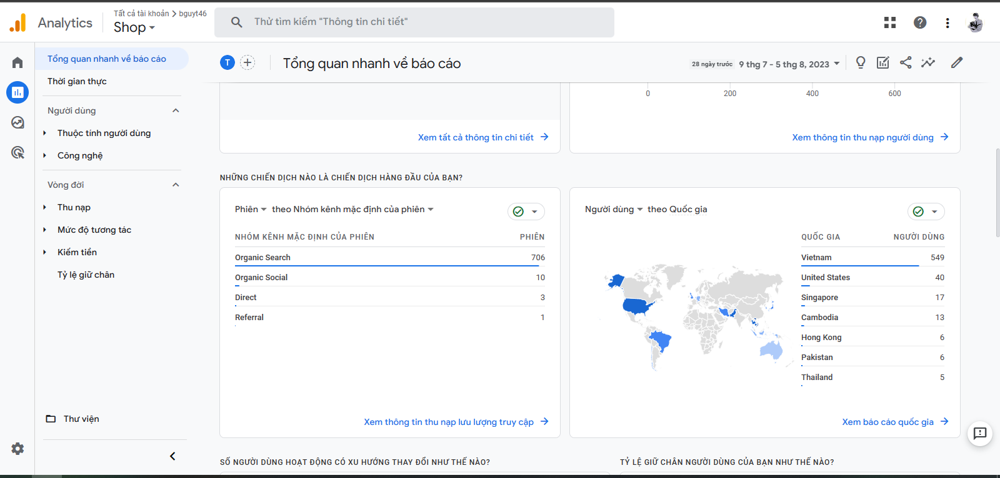 Analytics
Tất cả tài khoản > bguyt46
Shop
Thử tìm kiếm "Thông tin chi tiết"
Tổng quan nhanh về báo cáo
Thời gian thực
Người dùng
Thuộc tính người dùng
Công nghệ
Vòng đời
Thu nạp
Mức độ tương tác
Kiếm tiền
Tỷ lệ giữ chân
Thư viện
T
Tổng quan nhanh về báo cáo
28 ngày trước 9 thg 7 - 5 thg 8, 2023
0 200 400 600
Xem tất cả thông tin chi tiết
Xem thông tin thu nạp người dùng
NHỮNG CHIẾN DỊCH NÀO LÀ CHIẾN DỊCH HÀNG ĐẦU CỦA BẠN?
Phiên theo Nhóm kênh mặc định của phiên
NHÓM KÊNH MẶC ĐỊNH CỦA PHIÊN PHIÊN
Organic Search 706
Organic Social 10
Direct 3
Referral 1
Xem thông tin thu nạp lưu lượng truy cập
Người dùng theo Quốc gia
QUỐC GIA NGƯỜI DÙNG
Vietnam 549
United States 40
Singapore 17
Cambodia 13
Hong Kong 6
Pakistan 6
Thailand 5
Xem báo cáo quốc gia
SỐ NGƯỜI DÙNG HOẠT ĐỘNG CÓ XU HƯỚNG THAY ĐỔI NHƯ THẾ NÀO?
TỶ LỆ GIỮ CHÂN NGƯỜI DÙNG CỦA BẠN NHƯ THẾ NÀO?